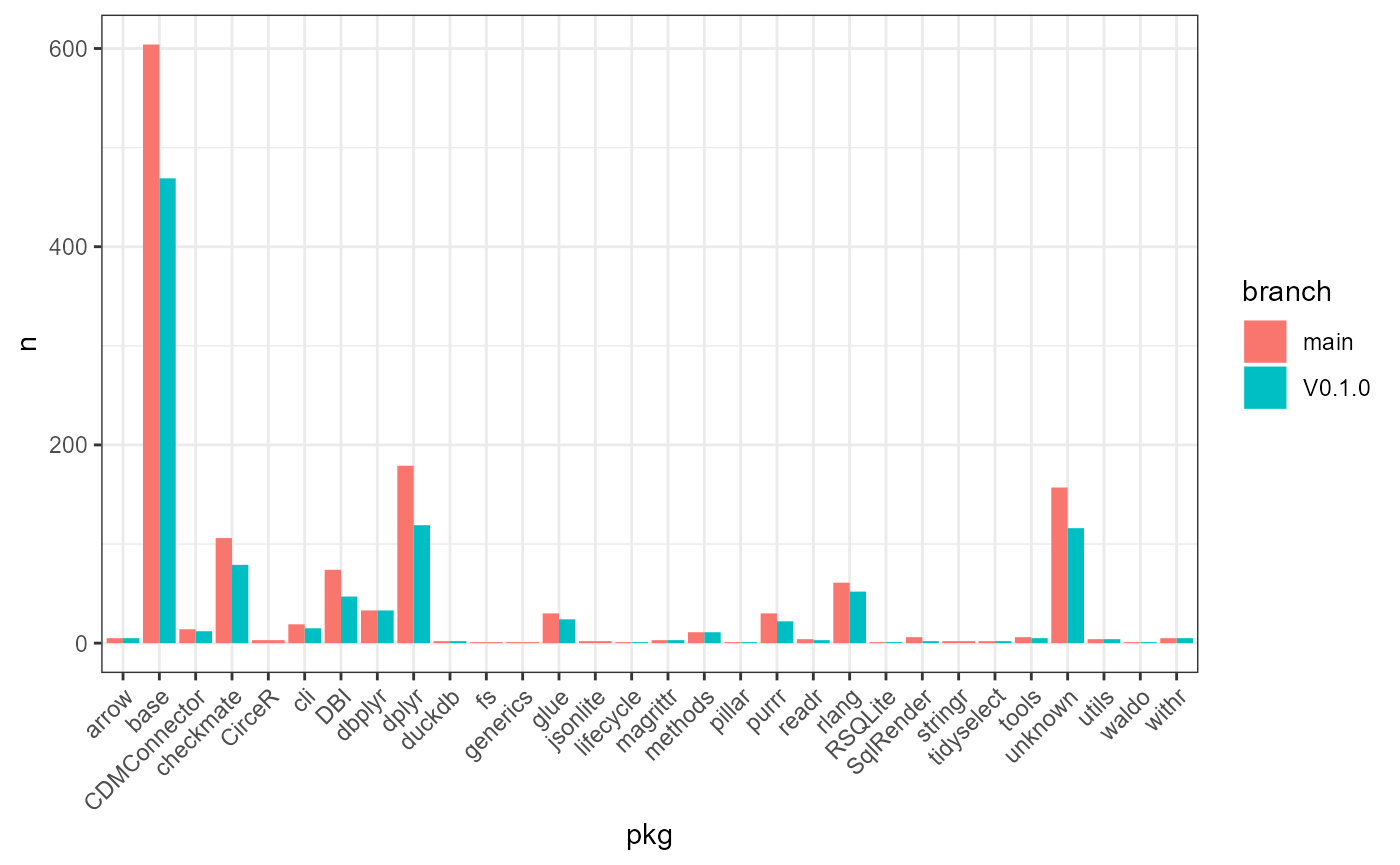 600
400
200
0
n
arrow
base
CDMConnector
checkmate
CirceR
cli
DBI
dbplyr
dplyr
duckdb
fs
generics
glue
jsonlite
lifecycle
magrittr
methods
pillar
purrr
readr
rlang
RSQLite
SqlRender
stringr
tidyselect
tools
unknown
utils
waldo
withr
pkg
branch
main
V0.1.0